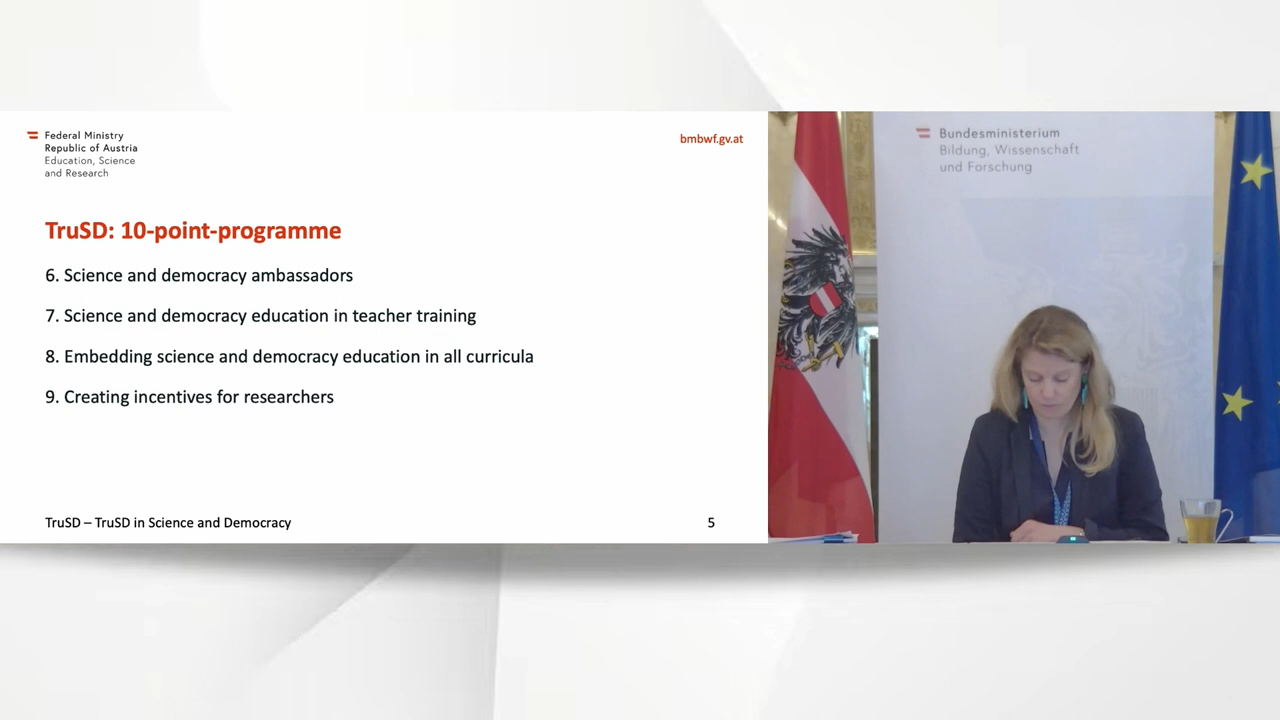 Federal Ministry
Republic of Austria
Education, Science
and Research
bmbwf.gv.at
TruSD: 10-point-programme
6. Science and democracy ambassadors
7. Science and democracy education in teacher training
8. Embedding science and democracy education in all curricula
9. Creating incentives for researchers
TruSD – TruSD in Science and Democracy
5
Bundesministerium
Bildung, Wissenschaft
und Forschung